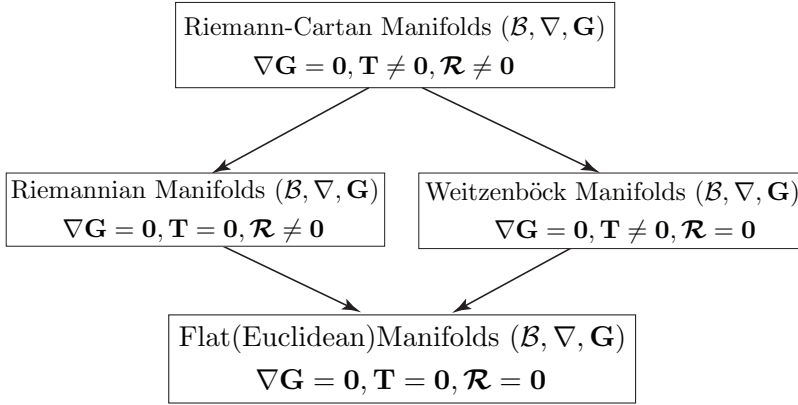 Riemann-Cartan Manifolds (ℬ, ∇, G)
∇G = 0, T ≠ 0, ℛ ≠ 0
Riemannian Manifolds (ℬ, ∇, G)
∇G = 0, T = 0, ℛ ≠ 0
Weitzenböck Manifolds (ℬ, ∇, G)
∇G = 0, T ≠ 0, ℛ = 0
Flat(Euclidean)Manifolds (ℬ, ∇, G)
∇G = 0, T = 0, ℛ = 0